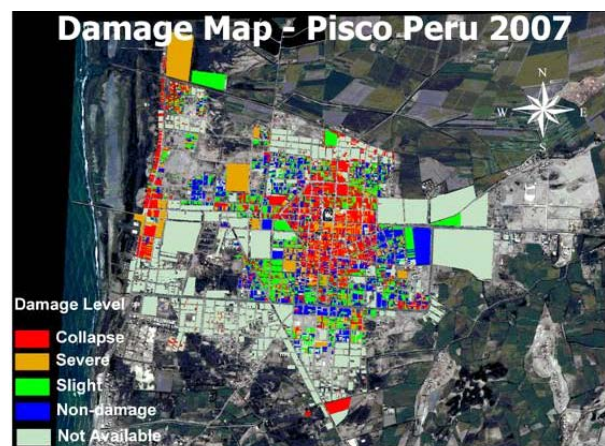 Damage Map - Pisco Peru 2007
N
W
E
S
Damage Level
Collapse
Severe
Slight
Non-damage
Not Available